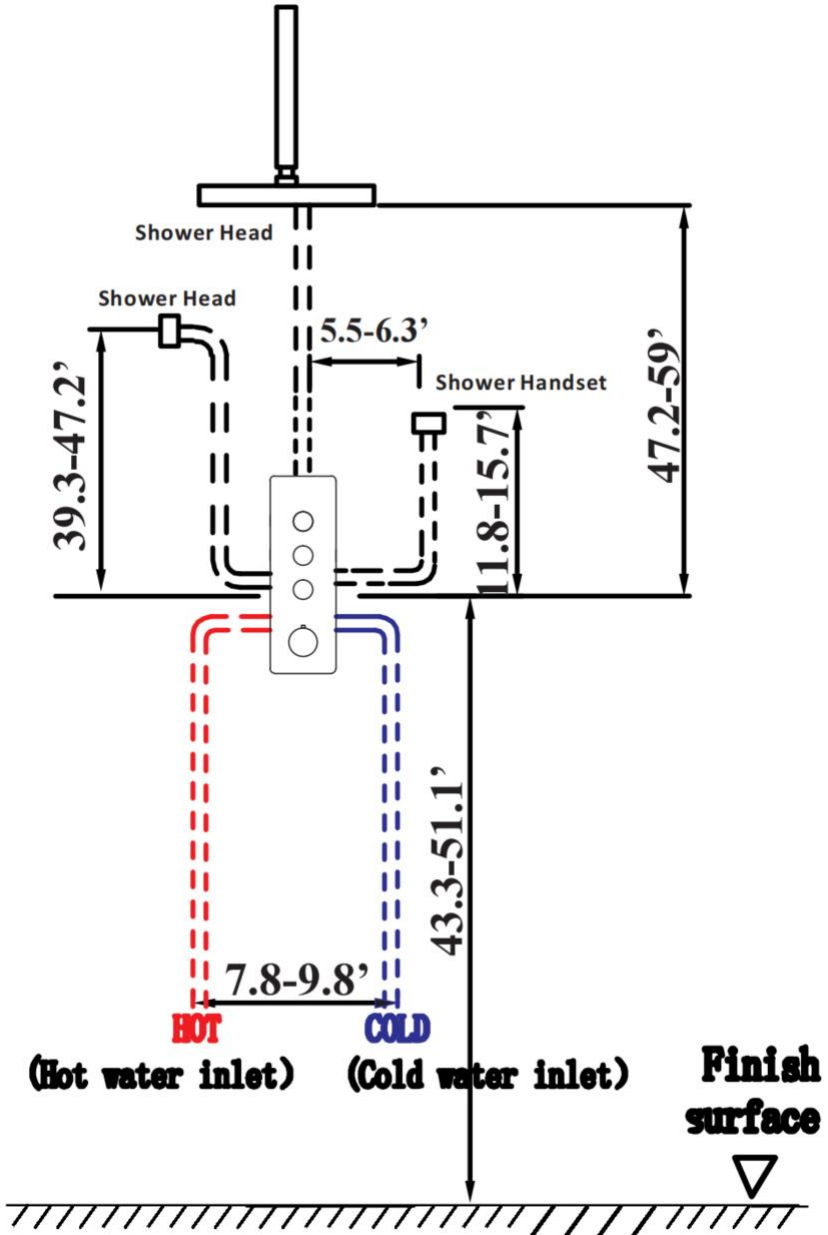 Shower Head
Shower Head
5.5-6.3’
Shower Handset
39.3-47.2’
11.8-15.7’
47.2-59’
43.3-51.1’
7.8-9.8’
HOT
COLD
(Hot water inlet)
(Cold water inlet)
Finish
surface